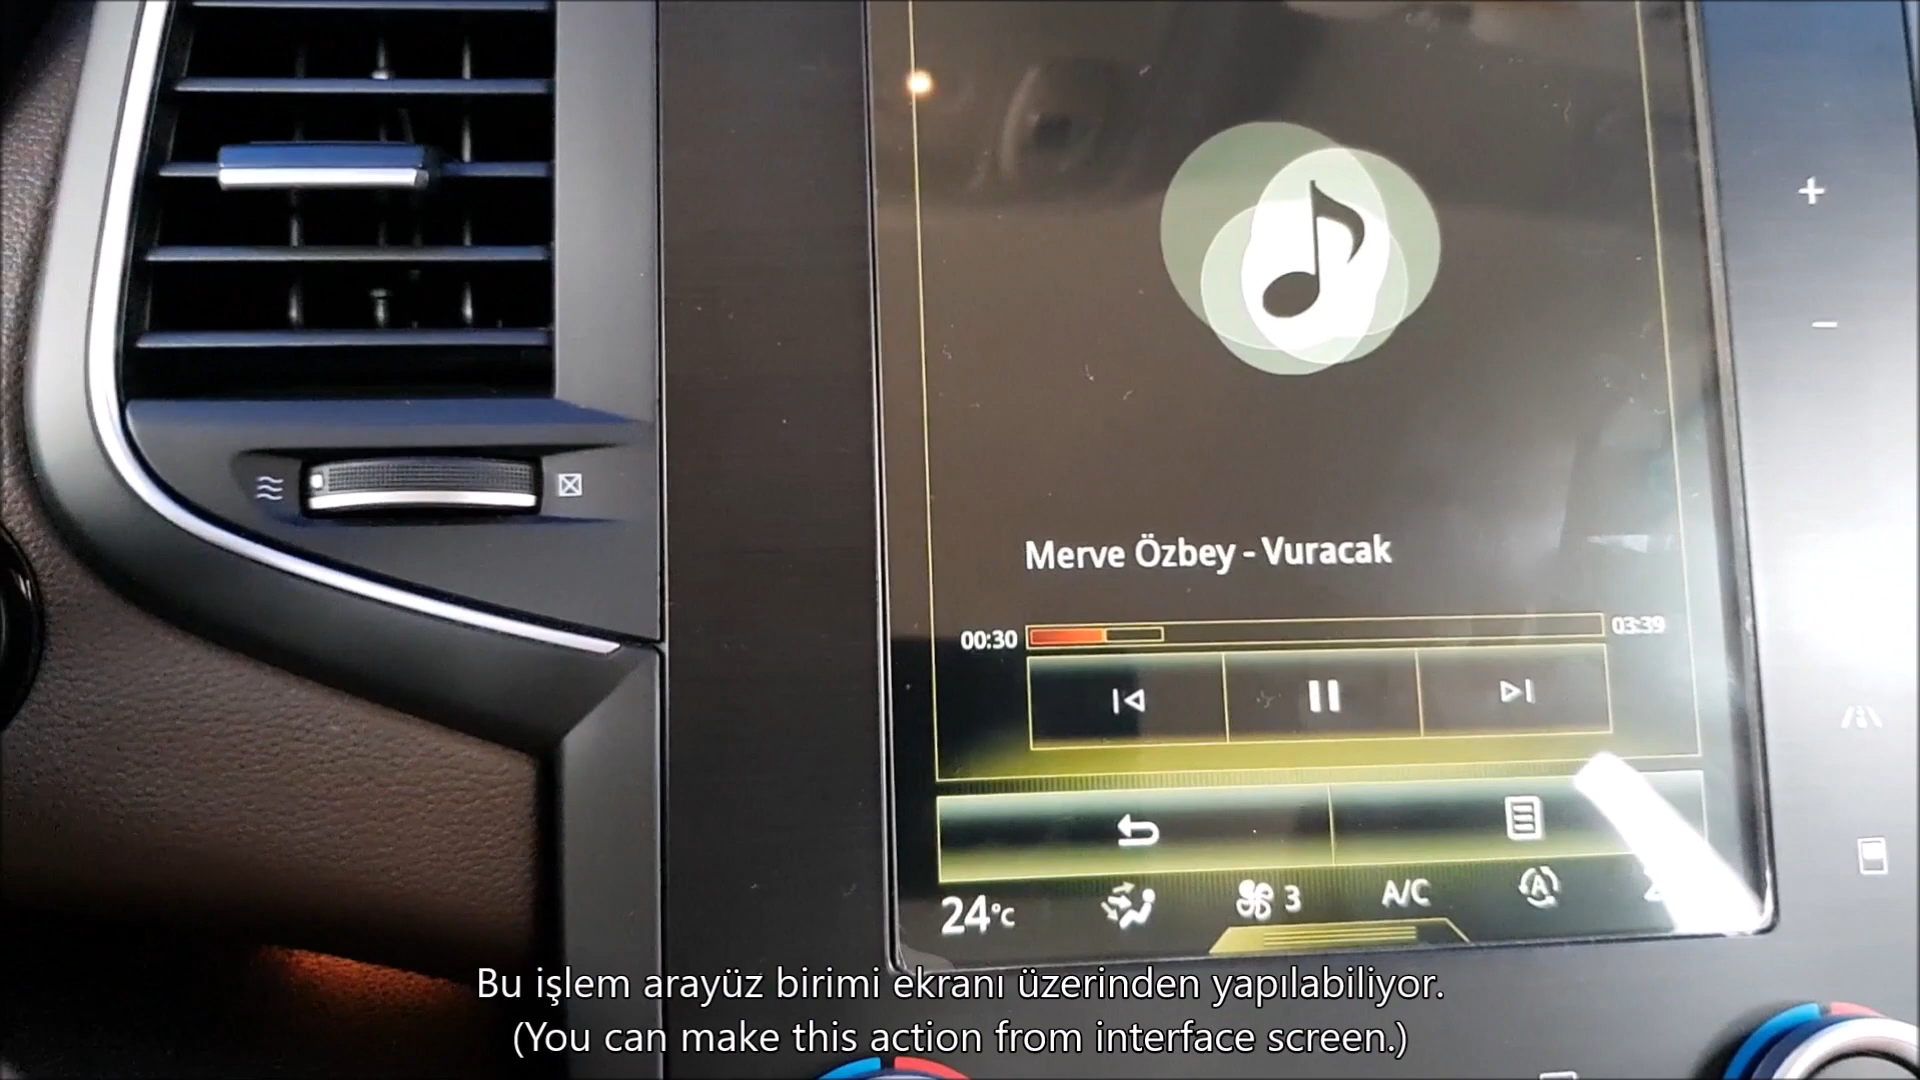 Merve Özbey - Vuracak
00:30
03:39
24°C
3
A/C
A
Bu işlem arayüz birimi ekranı üzerinden yapılabiliyor.
(You can make this action from interface screen.)